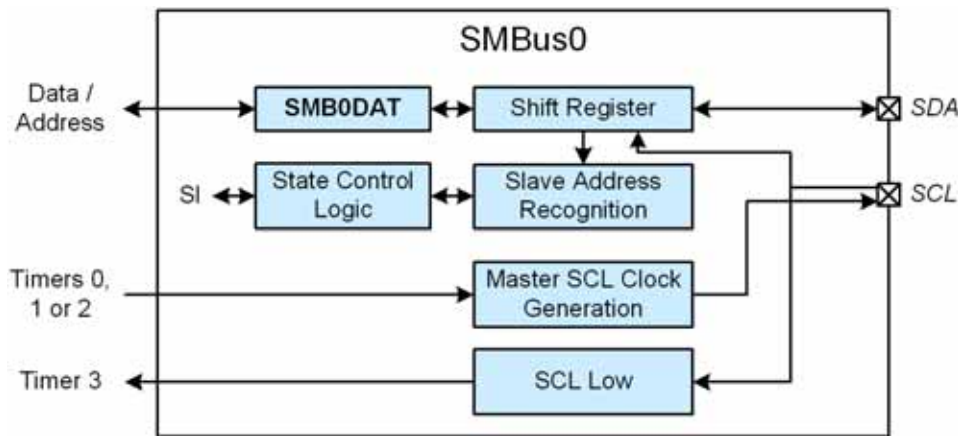 SMBus0
Data /
Address
SMB0DAT
Shift Register
SDA
SI
State Control
Logic
Slave Address
Recognition
SCL
Timers 0,
1 or 2
Master SCL Clock
Generation
Timer 3
SCL Low